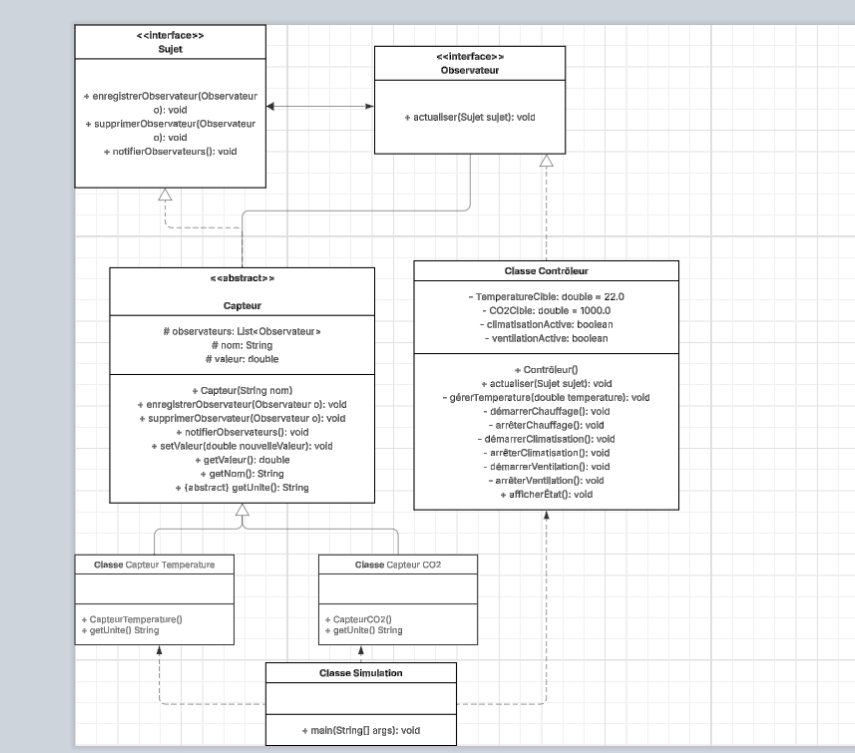 <<interface>>
Sujet
+ enregistrerObservateur(Observateur
o): void
+ supprimerObservateur(Observateur
o): void
+ notifierObservateurs(): void
<<interface>>
Observateur
+ actualiser(Sujet sujet): void
<<abstract>>
Capteur
# observateurs: List<Observateur>
# nom: String
# valeur: double
+ Capteur(String nom)
+ enregistrerObservateur(Observateur o): void
+ supprimerObservateur(Observateur o): void
+ notifierObservateurs(): void
+ setValeur(double nouvelleValeur): void
+ getValeur(): double
+ getNom(): String
+ {abstract} getUnite(): String
Classe Contrôleur
- TemperatureCible: double = 22.0
- CO2Cible: double = 1000.0
- climatisationActive: boolean
- ventilationActive: boolean
+ Contrôleur()
+ actualiser(Sujet sujet): void
- gérerTemperature(double temperature): void
- démarrerChauffage(): void
- arrêterChauffage(): void
- démarrerClimatisation(): void
- arrêterClimatisation(): void
- démarrerVentilation(): void
- arrêterVentilation(): void
+ afficherÉtat(): void
Classe Capteur Temperature
+ CapteurTemperature()
+ getUnite() String
Classe Capteur CO2
+ CapteurCO2()
+ getUnite() String
Classe Simulation
+ main(String[] args): void